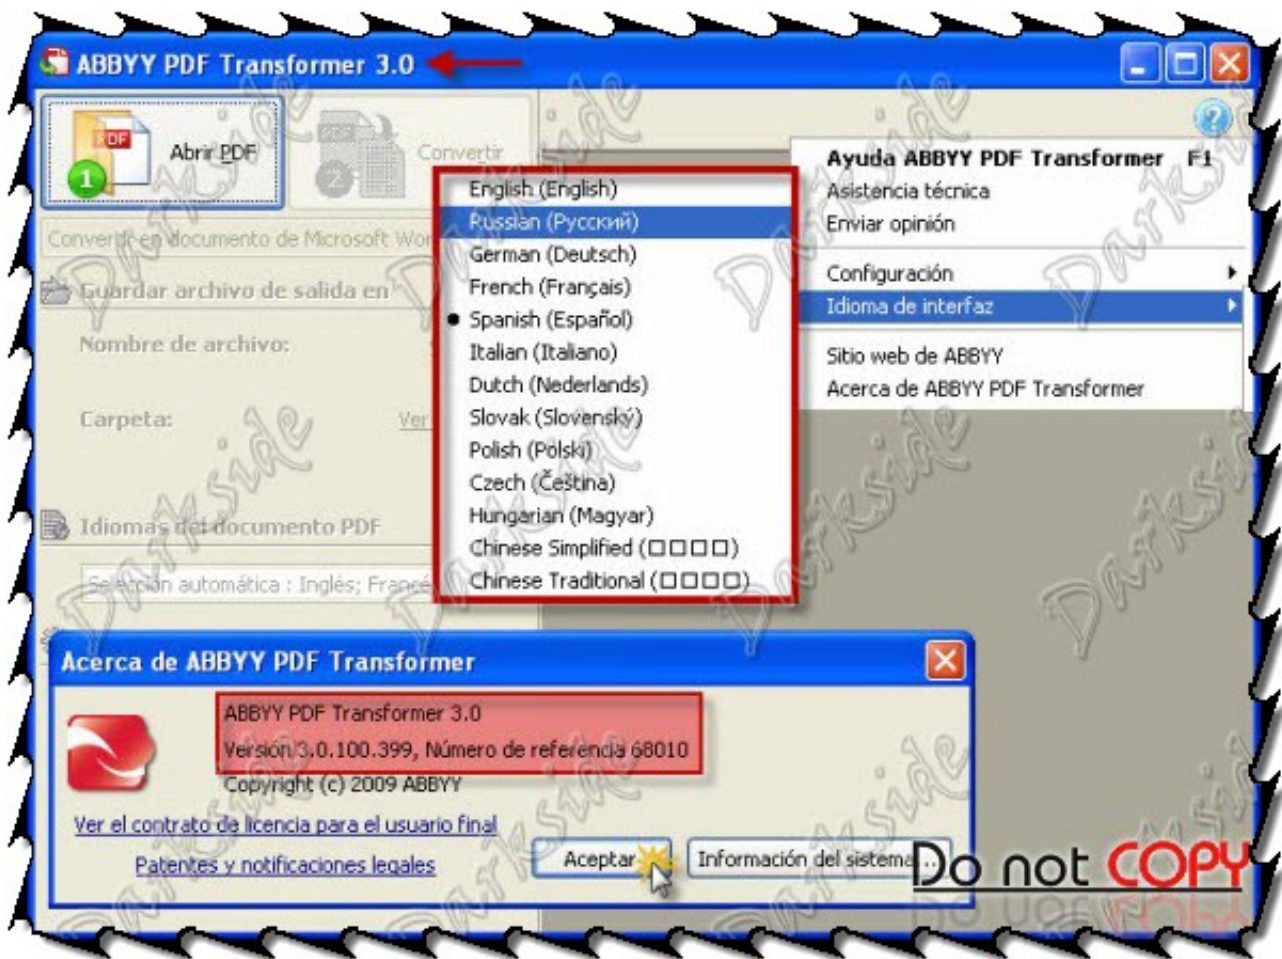 ABBYY PDF Transformer 3.0
1
Abrir PDF
2
Convertir
Convertir en documento de Microsoft Wor
Guardar archivo de salida en
Nombre de archivo:
Carpeta:
Ver
Idiomas del documento PDF
Selección automática : Inglés; Francé
English (English)
Russian (Русский)
German (Deutsch)
French (Français)
Spanish (Español)
Italian (Italiano)
Dutch (Nederlands)
Slovak (Slovenský)
Polish (Polski)
Czech (Čeština)
Hungarian (Magyar)
Chinese Simplified (□□□□)
Chinese Traditional (□□□□)
?
Ayuda ABBYY PDF Transformer F1
Asistencia técnica
Enviar opinión
Configuración
Idioma de interfaz
Sitio web de ABBYY
Acerca de ABBYY PDF Transformer
Acerca de ABBYY PDF Transformer
ABBYY PDF Transformer 3.0
Versión 3.0.100.399, Número de referencia 68010
Copyright (c) 2009 ABBYY
Ver el contrato de licencia para el usuario final
Patentes y notificaciones legales
Aceptar
Información del sistema...
Do not COPY
Darkside